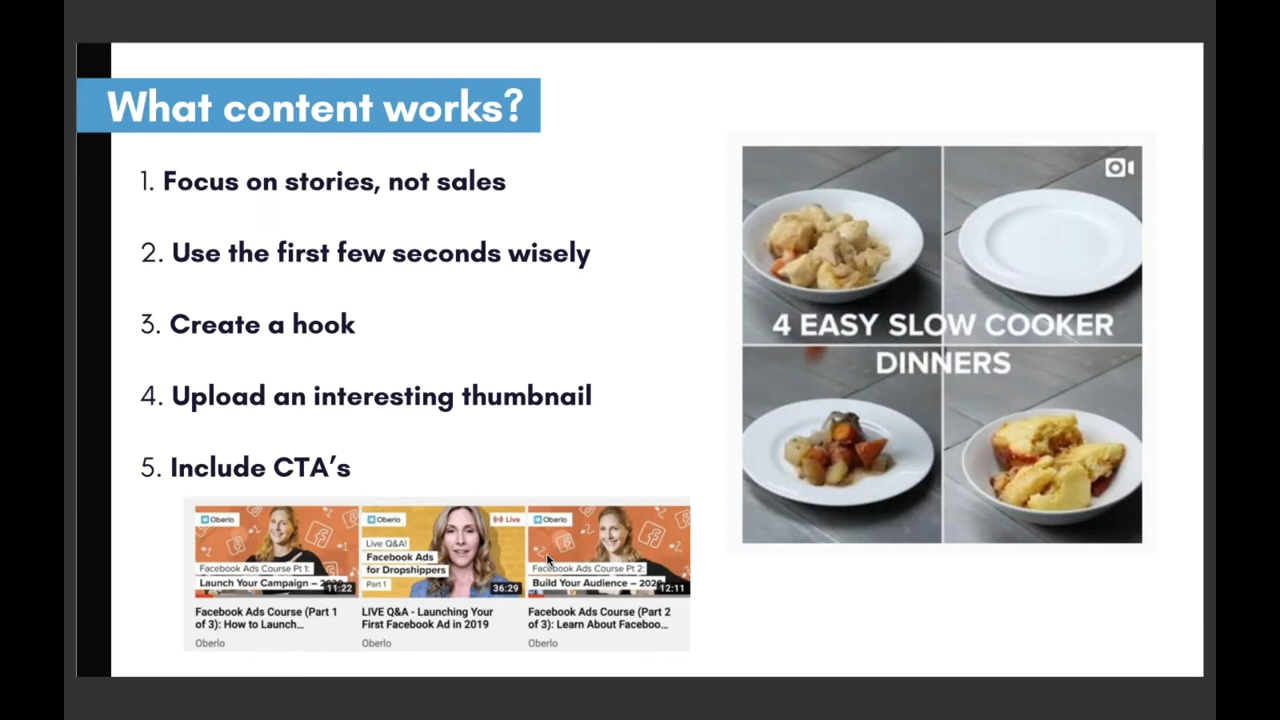 What content works?
1. Focus on stories, not sales
2. Use the first few seconds wisely
3. Create a hook
4. Upload an interesting thumbnail
5. Include CTA’s
4 EASY SLOW COOKER
DINNERS
Oberlo
Facebook Ads Course Pt 1:
Launch Your Campaign –
11:22
Facebook Ads Course (Part 1
of 3): How to Launch...
Oberlo
Oberlo
Live
Live Q&A!
Facebook Ads
for Dropshippers
Part 1
36:29
LIVE Q&A - Launching Your
First Facebook Ad in 2019
Oberlo
Oberlo
Facebook Ads Course Pt 2:
Build Your Audience –
12:11
Facebook Ads Course (Part 2
of 3): Learn About Faceboo...
Oberlo